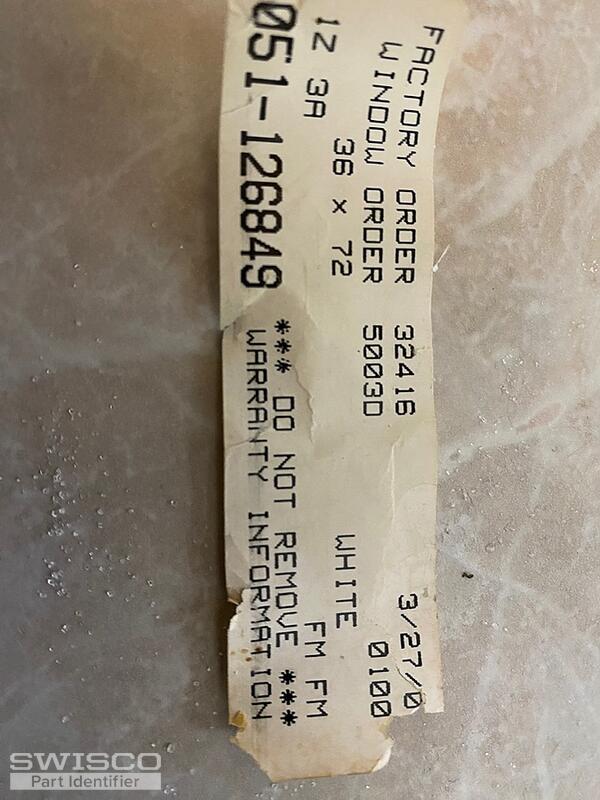 FACTORY ORDER 32416 3/27/0
WINDOW ORDER 5003D 0100
36 x 72 WHITE
1Z 3A FM FM
*** DO NOT REMOVE ***
051-126849 WARRANTY INFORMATION
SWISCO
Part Identifier